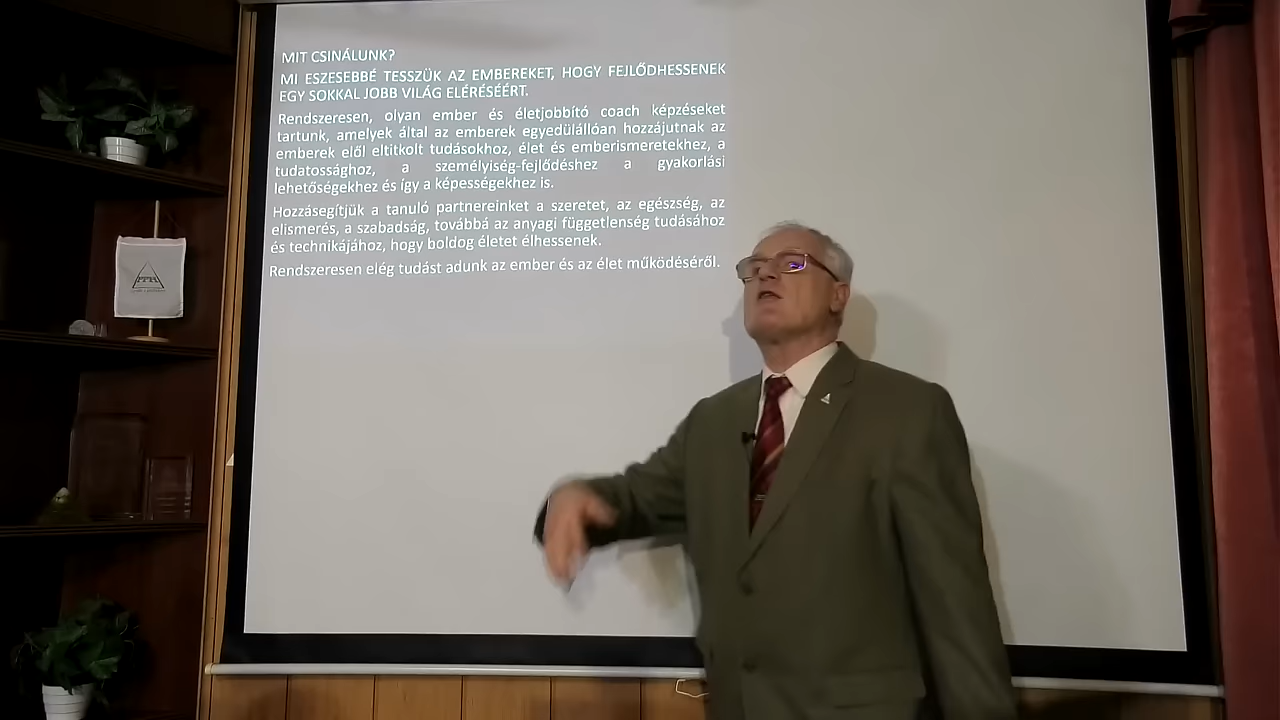 MIT CSINÁLUNK?
MI ESZESEBBÉ TESSZÜK AZ EMBEREKET, HOGY FEJLŐDHESSENEK
EGY SOKKAL JOBB VILÁG ELÉRÉSÉÉRT.
Rendszeresen, olyan ember és életjobbító coach képzéseket
tartunk, amelyek által az emberek egyedülállóan hozzájutnak az
emberek elől eltitkolt tudásokhoz, élet és emberismeretekhez, a
tudatossághoz, a személyiség-fejlődéshez a gyakorlási
lehetőségekhez és így a képességekhez is.
Hozzásegítjük a tanuló partnereinket a szeretet, az egészség, az
elismerés, a szabadság, továbbá az anyagi függetlenség tudásához
és technikájához, hogy boldog életet élhessenek.
Rendszeresen elég tudást adunk az ember és az élet működéséről.